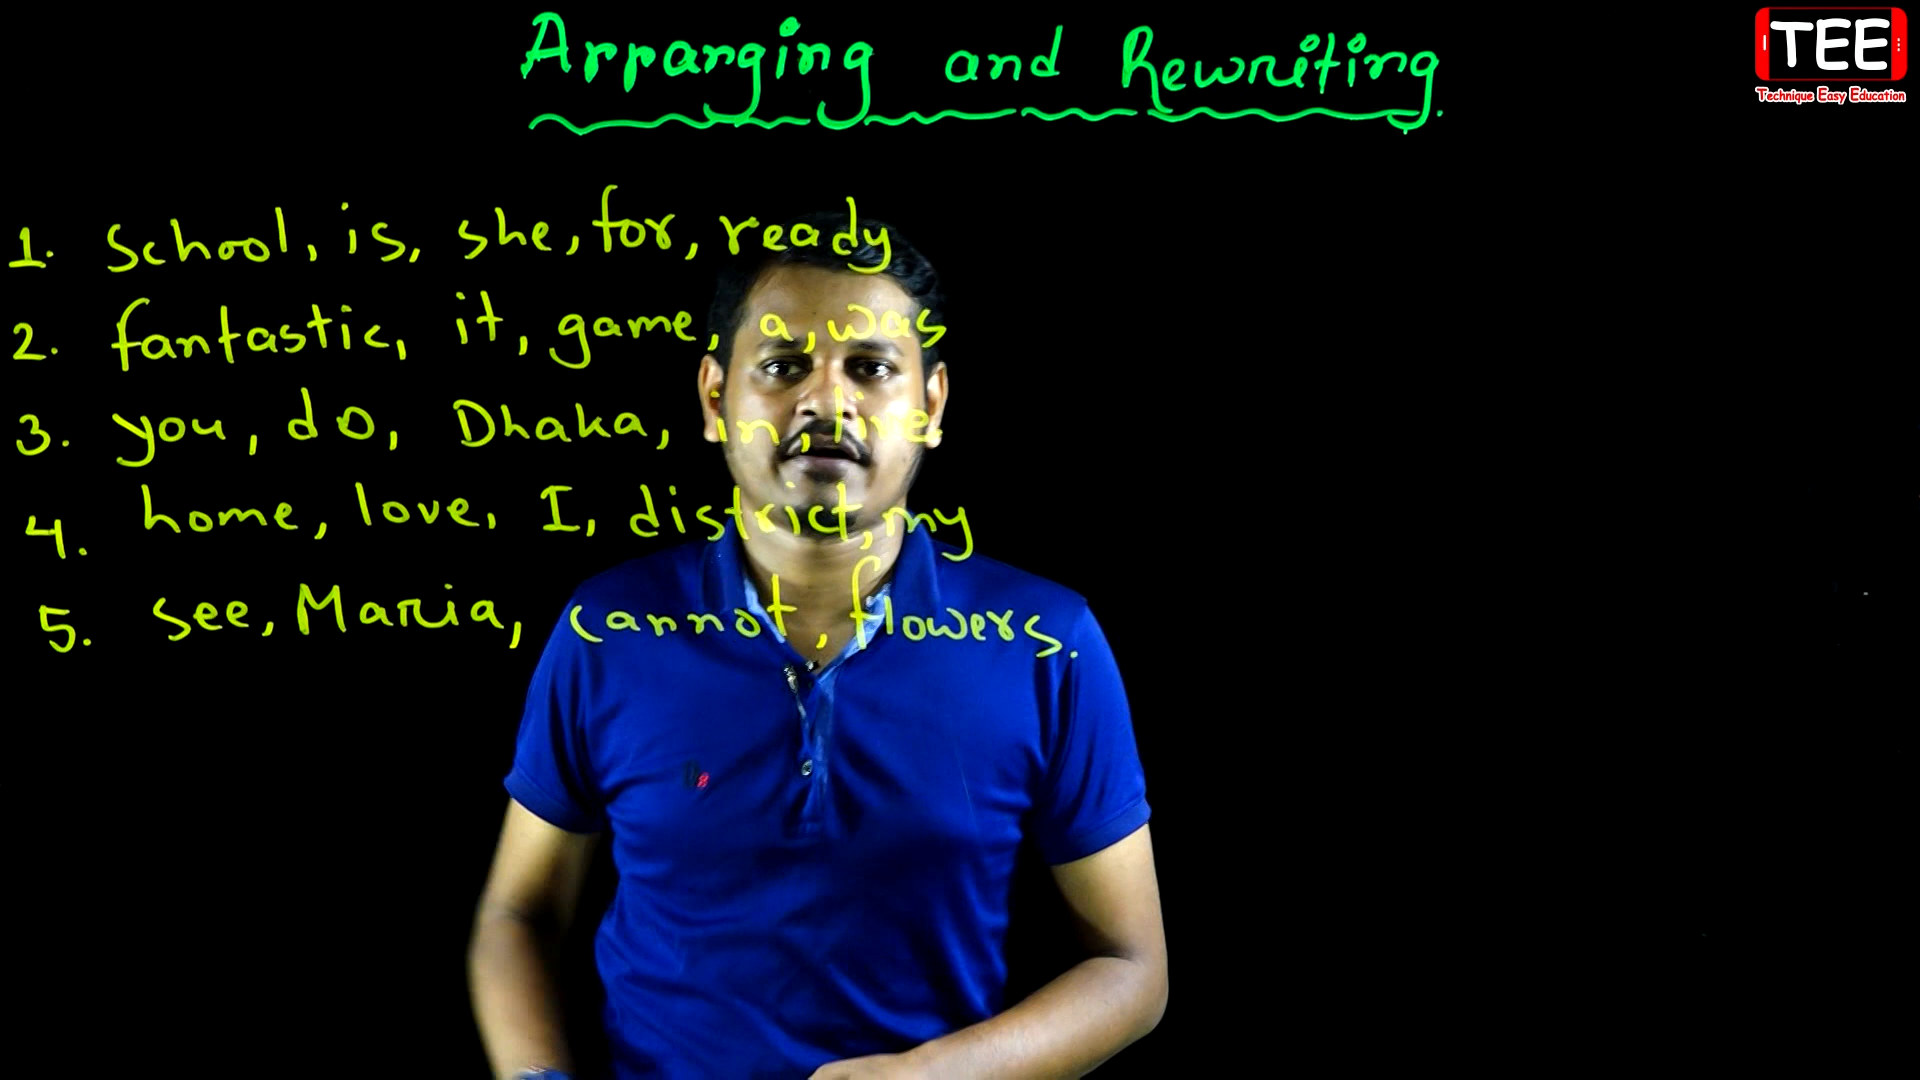 Arranging and Rewriting.
TEE
Technique Easy Education
1. School, is, she, for, ready
2. fantastic, it, game, a, was
3. you, do, Dhaka, in, live
4. home, love, I, district, my
5. see, Maria, cannot, flowers.